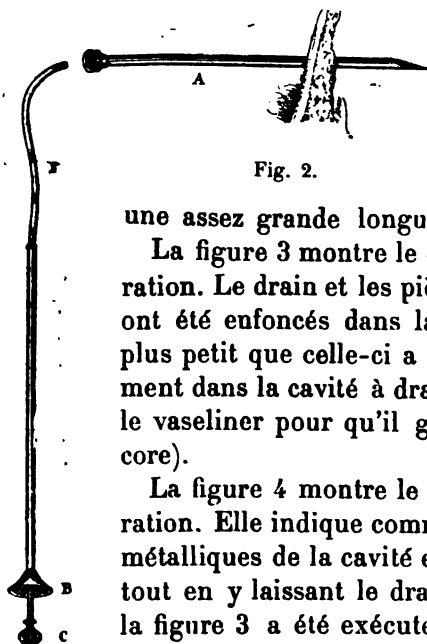 A
F
Fig. 2.
une assez grande longu
La figure 3 montre le
ration. Le drain et les piè
ont été enfoncés dans la
plus petit que celle-ci a
ment dans la cavité à dra
le vaseliner pour qu'il g
core).
La figure 4 montre le
ration. Elle indique comm
métalliques de la cavité e
tout en y laissant le dra
la figure 3 a été exécute
B
C